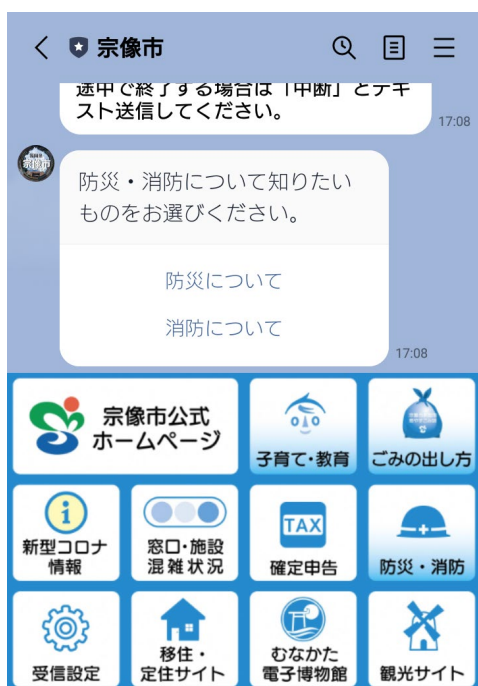 宗像市
途中で終了する場合は「中断」とテキ
スト送信してください。
17:08
防災・消防について知りたい
ものをお選びください。
防災について
消防について
17:08
宗像市公式
ホームページ
子育て・教育
ごみの出し方
新型コロナ
情報
窓口・施設
混雑状況
TAX
確定申告
防災・消防
受信設定
移住・
定住サイト
むなかた
電子博物館
観光サイト